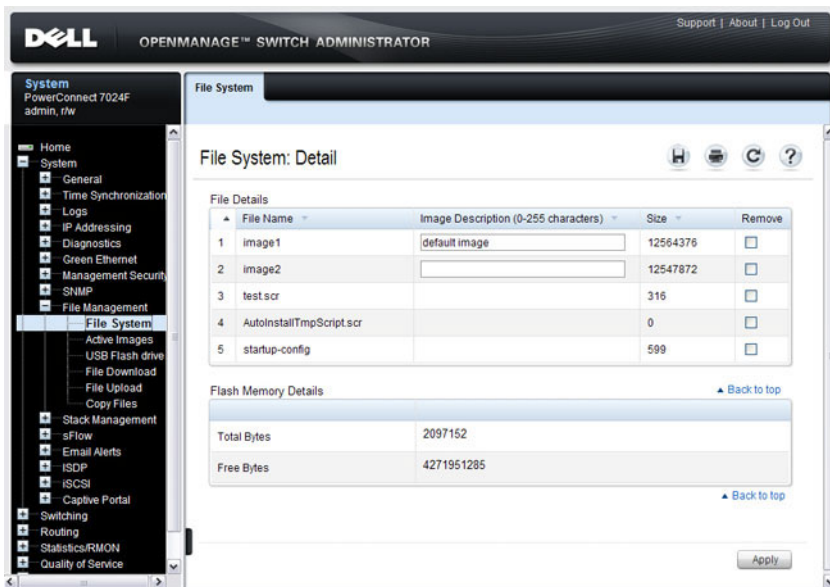 Support | About | Log Out
DELL
OPENMANAGE™ SWITCH ADMINISTRATOR
System
PowerConnect 7024F
admin, r/w
File System
Home
System
General
Time Synchronization
Logs
IP Addressing
Diagnostics
Green Ethernet
Management Security
SNMP
File Management
File System
Active Images
USB Flash drive
File Download
File Upload
Copy Files
Stack Management
sFlow
Email Alerts
ISDP
iSCSI
Captive Portal
Switching
Routing
Statistics/RMON
Quality of Service
File System: Detail
File Details
File Name Image Description (0-255 characters) Size Remove
1 image1 default image 12564376
2 image2 12547872
3 test.scr 316
4 AutoInstallTmpScript.scr 0
5 startup-config 599
Flash Memory Details Back to top
Total Bytes 2097152
Free Bytes 4271951285
Back to top
Apply